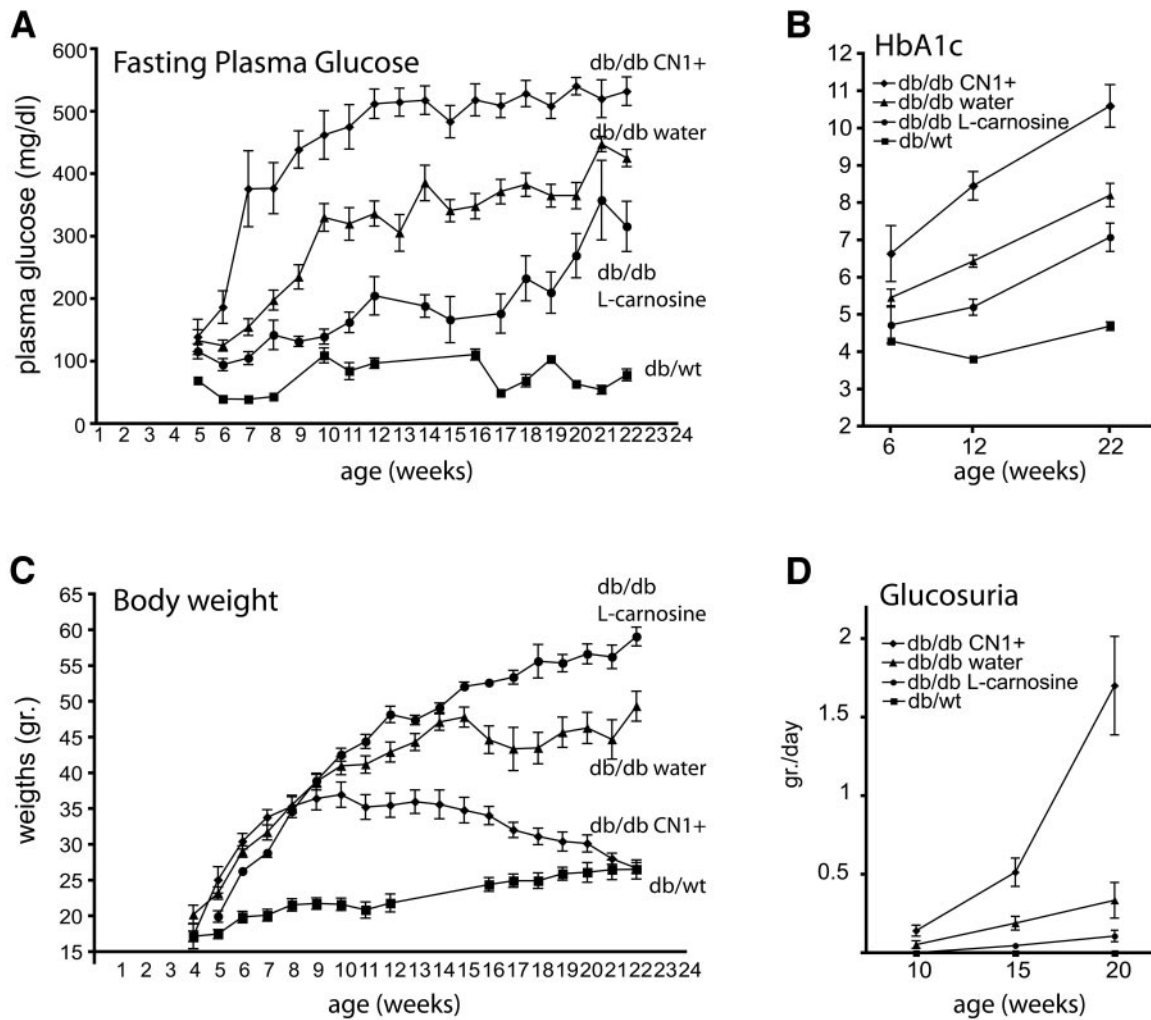 A
Fasting Plasma Glucose
plasma glucose (mg/dl)
600
500
400
300
200
100
0
db/db CN1+
db/db water
db/db
L-carnosine
db/wt
1 2 3 4 5 6 7 8 9 10 11 12 13 14 15 16 17 18 19 20 21 22 23 24
age (weeks)
B
HbA1c
12
11
10
9
8
7
6
5
4
3
2
db/db CN1+
db/db water
db/db L-carnosine
db/wt
6 12 22
age (weeks)
C
Body weight
weigths (gr.)
65
60
55
50
45
40
35
30
25
20
15
db/db
L-carnosine
db/db water
db/db CN1+
db/wt
1 2 3 4 5 6 7 8 9 10 11 12 13 14 15 16 17 18 19 20 21 22 23 24
age (weeks)
D
Glucosuria
gr./day
2
1.5
1
0.5
db/db CN1+
db/db water
db/db L-carnosine
db/wt
10 15 20
age (weeks)